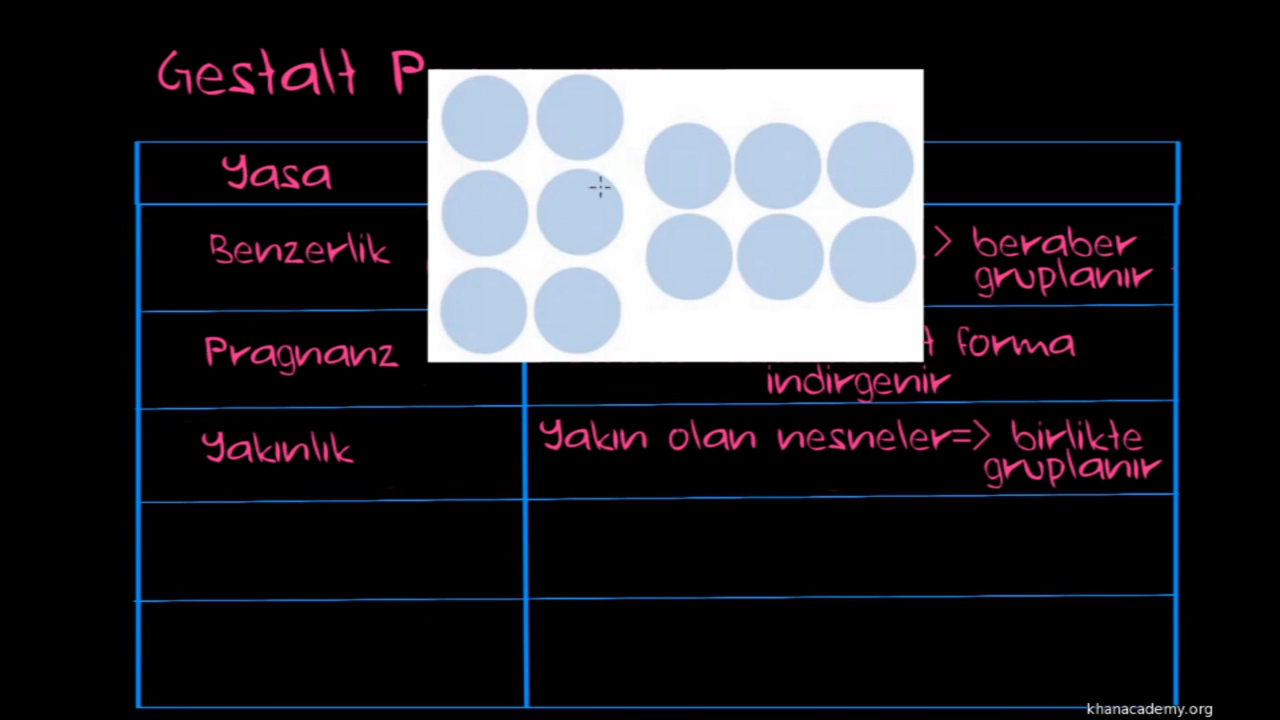 Gestalt P
Yasa
Benzerlik
> beraber
gruplanır
Pragnanz
forma
indirgenir
Yakınlık
Yakın olan nesneler=> birlikte
gruplanır
khanacademy.org